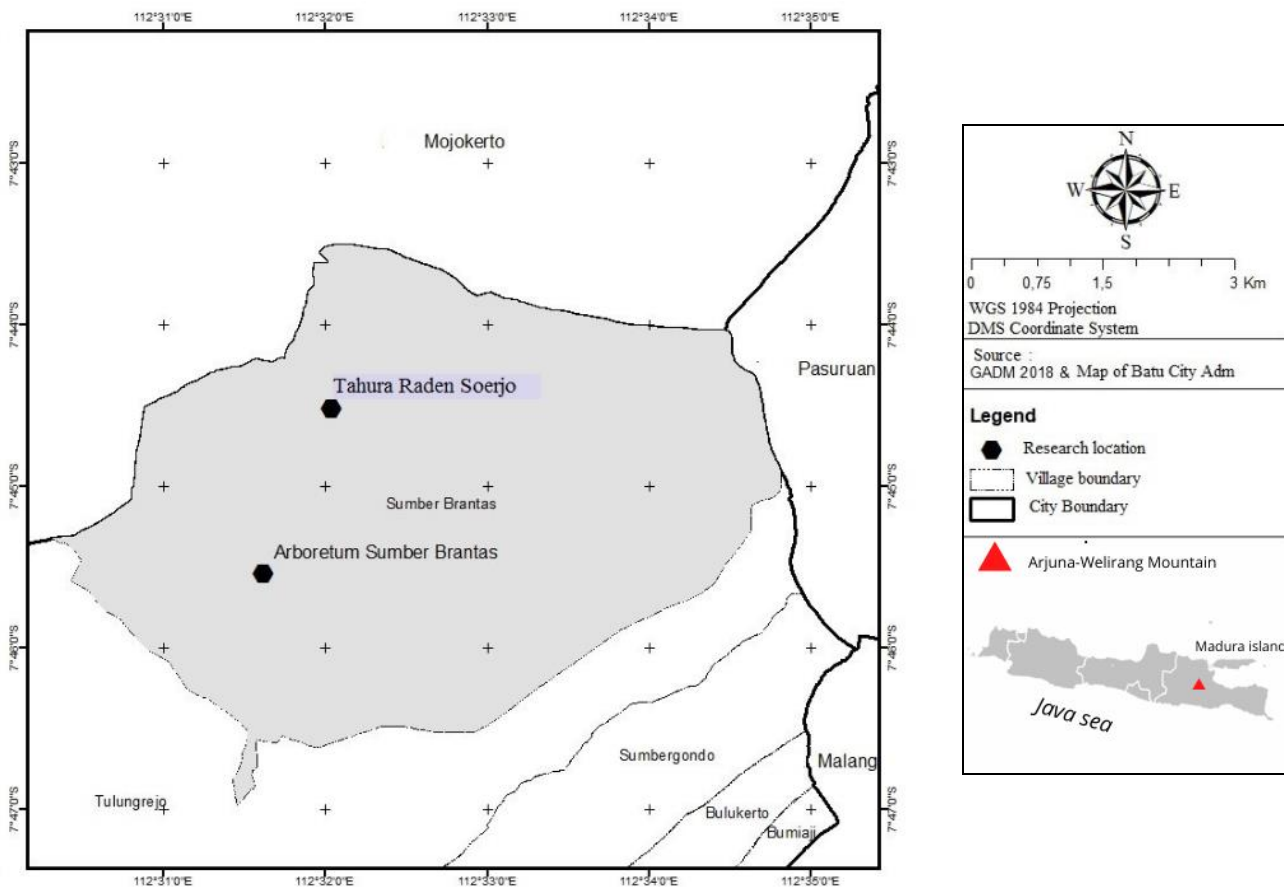 112°31'0"E 112°32'0"E 112°33'0"E 112°34'0"E 112°35'0"E
7°43'0"S
7°44'0"S
7°45'0"S
7°46'0"S
7°47'0"S
Mojokerto
Pasuruan
Tahura Raden Soerjo
Sumber Brantas
Arboretum Sumber Brantas
Sumbergondo
Malang
Tulungrejo
Bulukerto
Bumiaji
7°43'0"S
7°44'0"S
7°45'0"S
7°46'0"S
7°47'0"S
112°31'0"E 112°32'0"E 112°33'0"E 112°34'0"E 112°35'0"E
N
W E
S
0 0,75 1,5 3 Km
WGS 1984 Projection
DMS Coordinate System
Source :
GADM 2018 & Map of Batu City Adm
Legend
Research location
Village boundary
City Boundary
Arjuna-Welirang Mountain
Madura island
Java sea